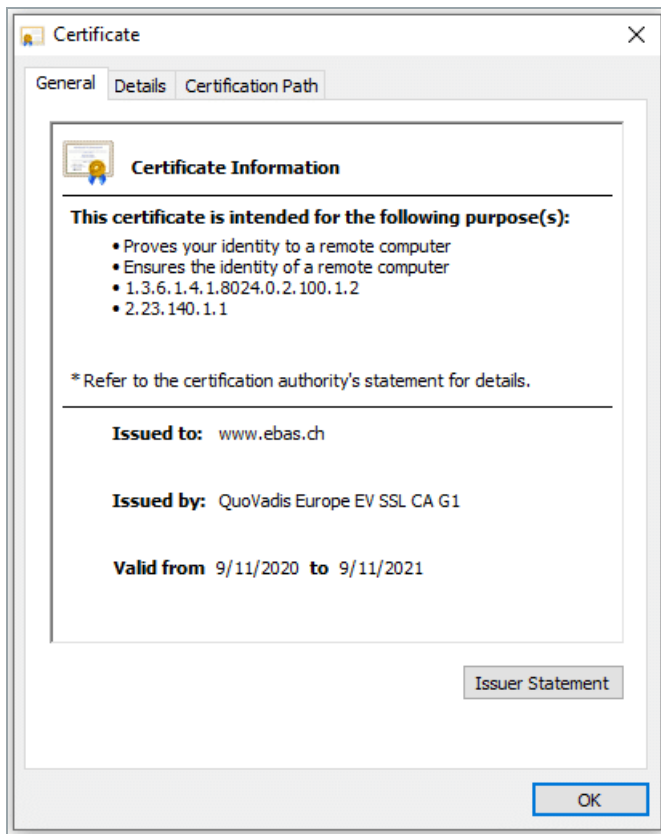 Certificate
General Details Certification Path
Certificate Information
This certificate is intended for the following purpose(s):
• Proves your identity to a remote computer
• Ensures the identity of a remote computer
• 1.3.6.1.4.1.8024.0.2.100.1.2
• 2.23.140.1.1
* Refer to the certification authority's statement for details.
Issued to: www.ebas.ch
Issued by: QuoVadis Europe EV SSL CA G1
Valid from 9/11/2020 to 9/11/2021
Issuer Statement
OK